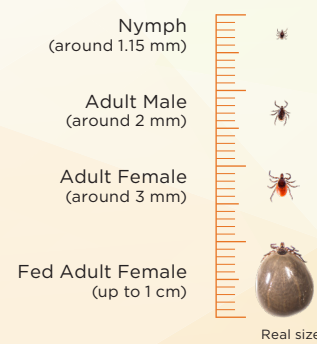 Nymph
(around 1.15 mm)
Adult Male
(around 2 mm)
Adult Female
(around 3 mm)
Fed Adult Female
(up to 1 cm)
Real size